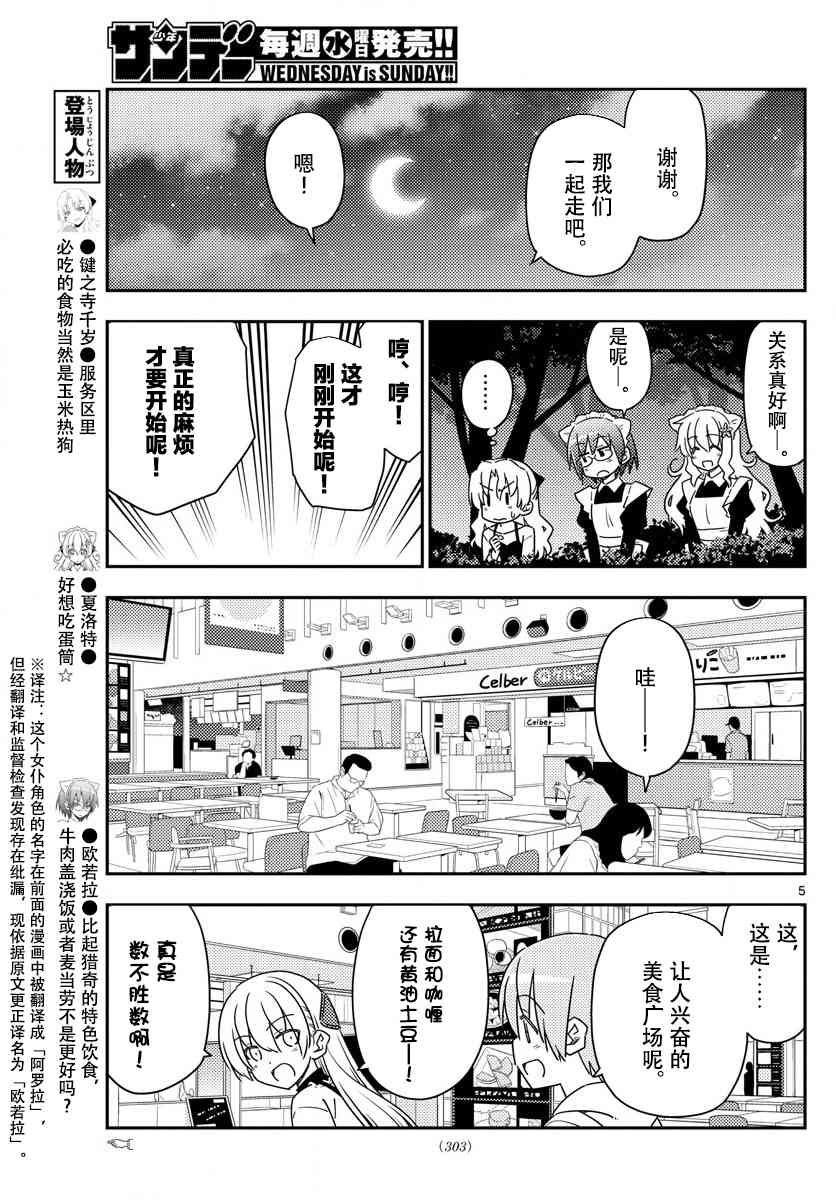 少年サンデー 毎週水曜日発売!!
WEDNESDAY is SUNDAY!!
登場人物
とうじょうじんぶつ
●键之寺千岁●服务区里
必吃的食物当然是玉米热狗
●夏洛特●
好想吃蛋筒☆
●欧若拉●比起猎奇的特色饮食，
牛肉盖浇饭或者麦当劳不是更好吗？
※译注：这个女仆角色的名字在前面的漫画中被翻译成「阿罗拉」，
但经翻译和监督检查发现存在纰漏，现依据原文更正译名为「欧若拉」。
谢谢。
那我们
一起走吧。
嗯！
关系真好啊—。
是呢—。
……
哼、哼！
这才
刚刚开始呢！
真正的麻烦
才要开始呢！
哇——！
Celber
Celber
りこ
5
这，
这是……
让人兴奋的
美食广场呢。
拉面和咖喱
还有黄油土豆——！
真是
数不胜数啊！
(303)